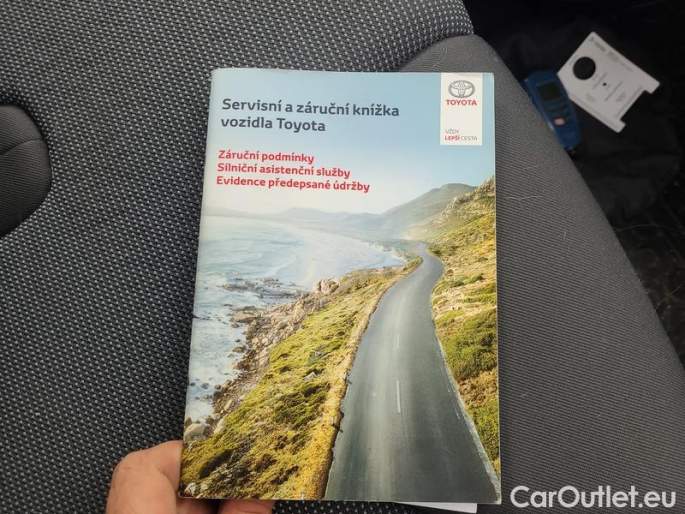 Servisní a záruční knížka
vozidla Toyota
TOYOTA
VŽDY
LEPŠÍ CESTA
Záruční podmínky
Silniční asistenční služby
Evidence předepsané údržby
CarOutlet.eu